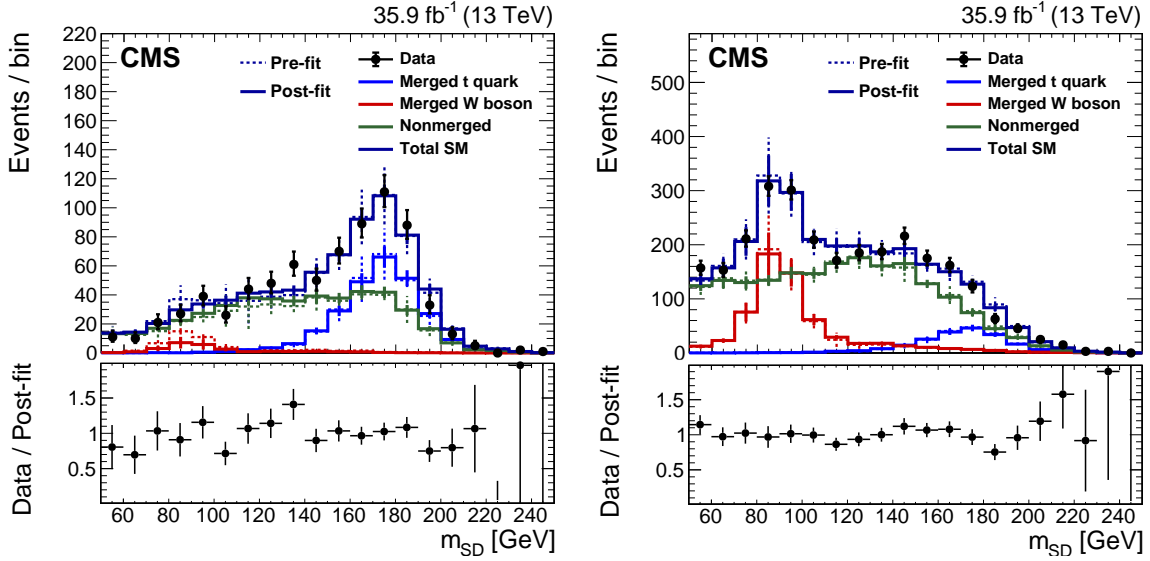 35.9 fb⁻¹ (13 TeV)
CMS
Pre-fit
Post-fit
Data
Merged t quark
Merged W boson
Nonmerged
Total SM
Events / bin
220
200
180
160
140
120
100
80
60
40
20
0
Data / Post-fit
1.5
1
0.5
60 80 100 120 140 160 180 200 220 240
m_SD [GeV]
35.9 fb⁻¹ (13 TeV)
CMS
Pre-fit
Post-fit
Data
Merged t quark
Merged W boson
Nonmerged
Total SM
Events / bin
500
400
300
200
100
0
Data / Post-fit
1.5
1
0.5
60 80 100 120 140 160 180 200 220 240
m_SD [GeV]